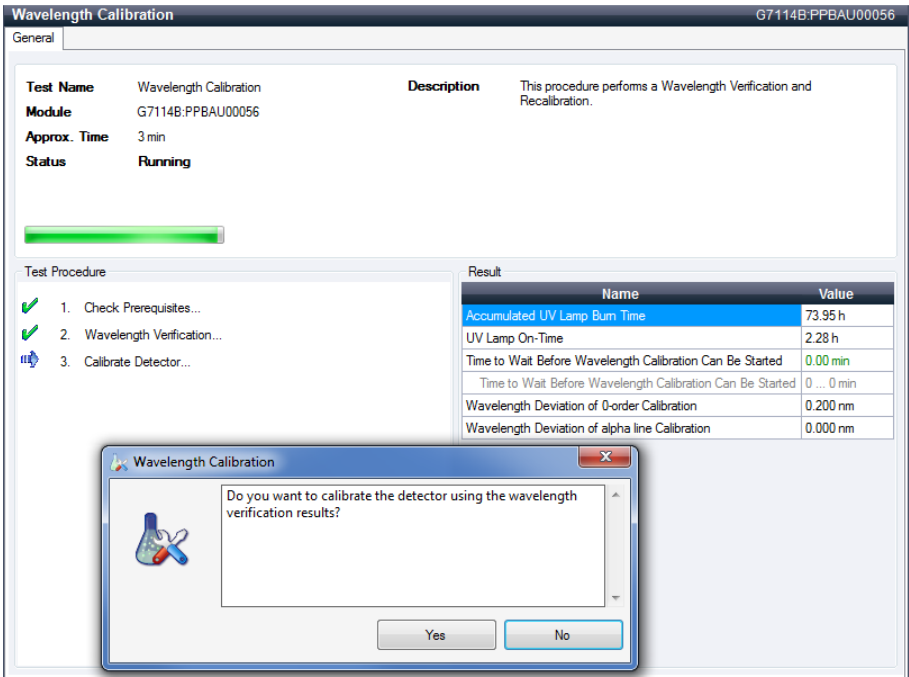 Wavelength Calibration G7114B:PPBAU00056
General
Test Name Wavelength Calibration Description This procedure performs a Wavelength Verification and
Recalibration.
Module G7114B:PPBAU00056
Approx. Time 3 min
Status Running
Test Procedure
1. Check Prerequisites...
2. Wavelength Verification...
3. Calibrate Detector...
Result
Name Value
Accumulated UV Lamp Burn Time 73.95 h
UV Lamp On-Time 2.28 h
Time to Wait Before Wavelength Calibration Can Be Started 0.00 min
Time to Wait Before Wavelength Calibration Can Be Started 0 ... 0 min
Wavelength Deviation of 0-order Calibration 0.200 nm
Wavelength Deviation of alpha line Calibration 0.000 nm
Wavelength Calibration
Do you want to calibrate the detector using the wavelength
verification results?
Yes No